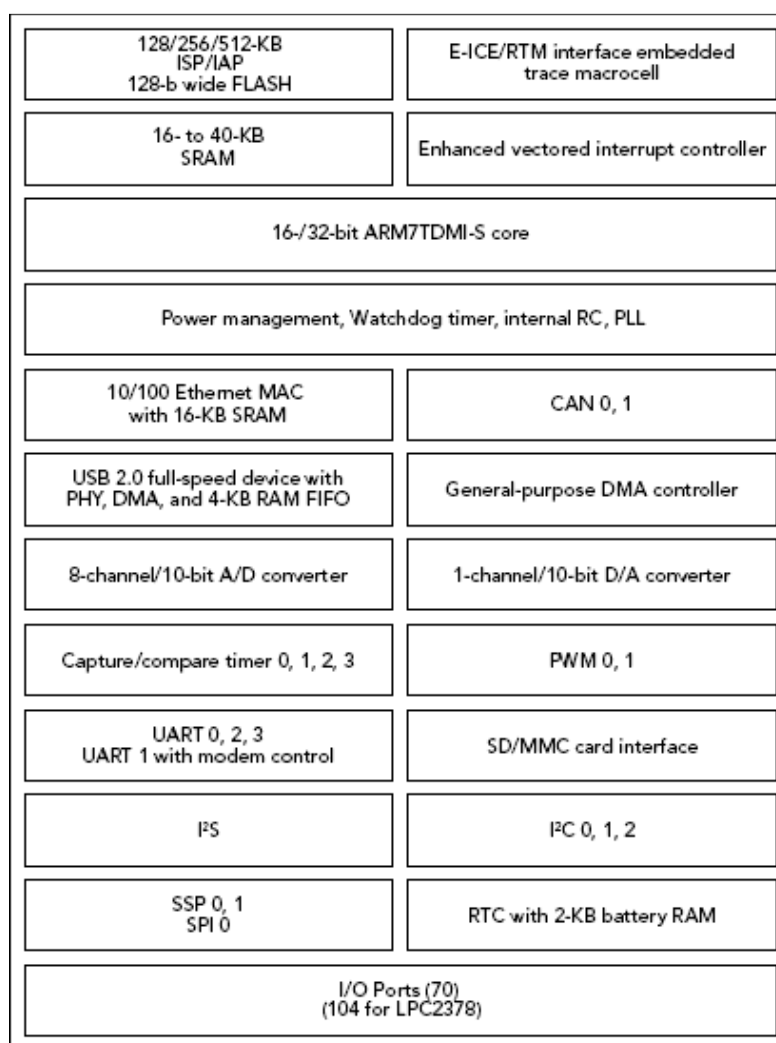 128/256/512-KB
ISP/IAP
128-b wide FLASH
E-ICE/RTM interface embedded
trace macrocell
16- to 40-KB
SRAM
Enhanced vectored interrupt controller
16-/32-bit ARM7TDMI-S core
Power management, Watchdog timer, internal RC, PLL
10/100 Ethernet MAC
with 16-KB SRAM
CAN 0, 1
USB 2.0 full-speed device with
PHY, DMA, and 4-KB RAM FIFO
General-purpose DMA controller
8-channel/10-bit A/D converter
1-channel/10-bit D/A converter
Capture/compare timer 0, 1, 2, 3
PWM 0, 1
UART 0, 2, 3
UART 1 with modem control
SD/MMC card interface
I²S
I²C 0, 1, 2
SSP 0, 1
SPI 0
RTC with 2-KB battery RAM
I/O Ports (70)
(104 for LPC2378)